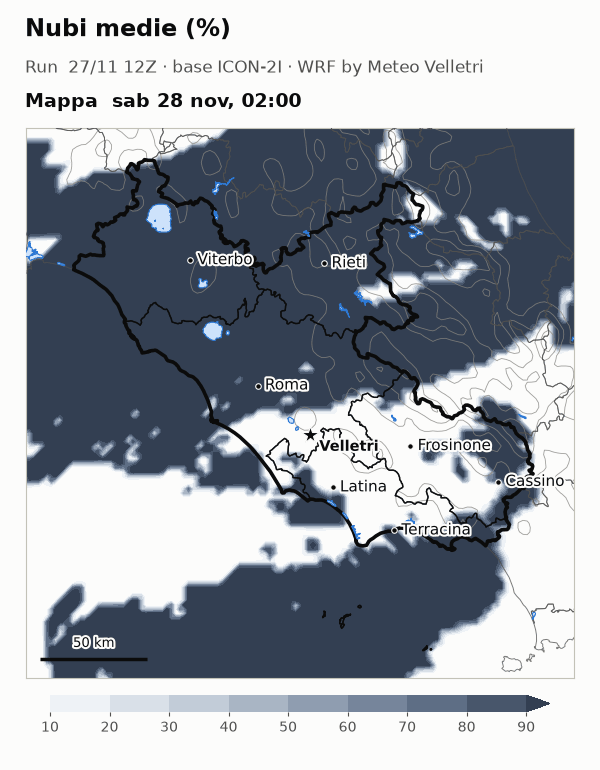 Nubi medie (%)
Run  27/11 12Z · base ICON-2I · WRF by Meteo Velletri
Mappa  sab 28 nov, 02:00
Viterbo
Rieti
Roma
Velletri
Frosinone
Latina
Cassino
Terracina
50 km
10 20 30 40 50 60 70 80 90